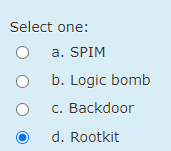 Select one:
a. SPIM
b. Logic bomb
c. Backdoor
d. Rootkit